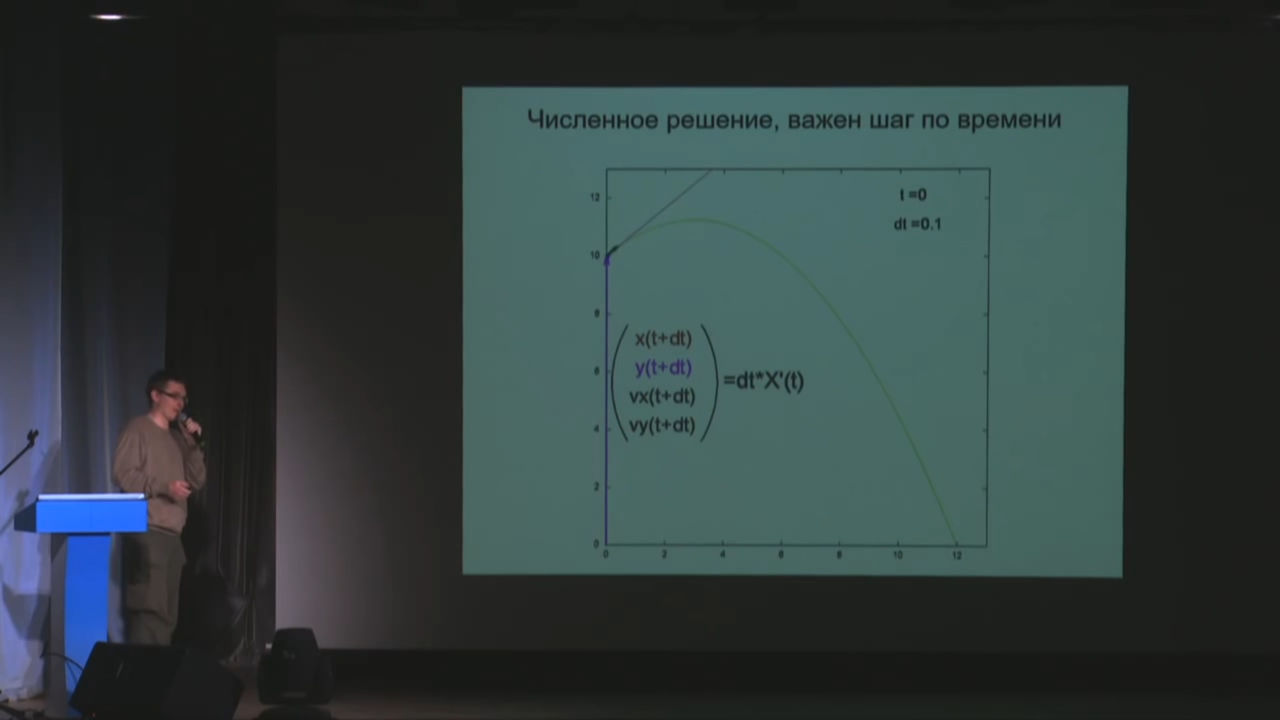 Численное решение, важен шаг по времени
t =0
dt =0.1
12
10
8
6
4
2
0
x(t+dt)
y(t+dt)
vx(t+dt)
vy(t+dt)
=dt*X'(t)
0 2 4 6 8 10 12